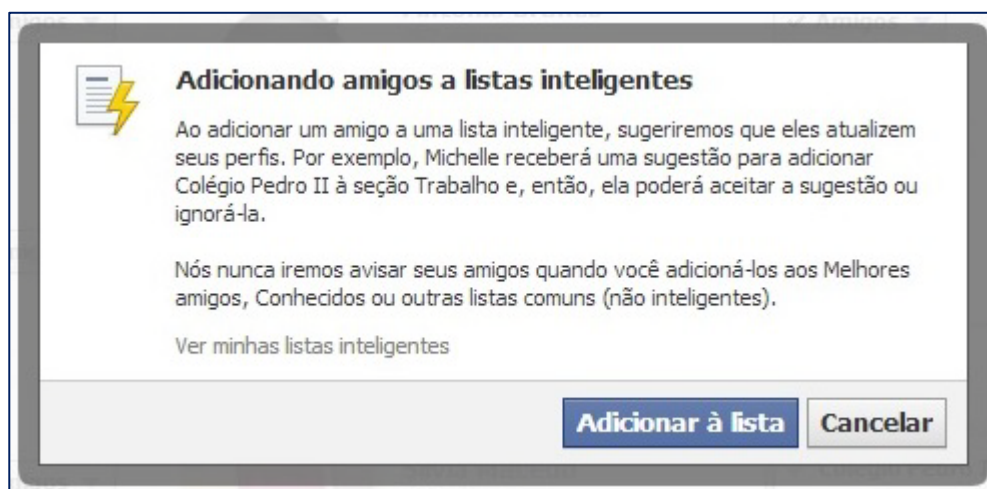 Amigos
Adicionando amigos a listas inteligentes
Ao adicionar um amigo a uma lista inteligente, sugeriremos que eles atualizem
seus perfis. Por exemplo, Michelle receberá uma sugestão para adicionar
Colégio Pedro II à seção Trabalho e, então, ela poderá aceitar a sugestão ou
ignorá-la.
Nós nunca iremos avisar seus amigos quando você adicioná-los aos Melhores
amigos, Conhecidos ou outras listas comuns (não inteligentes).
Ver minhas listas inteligentes
Adicionar à lista
Cancelar